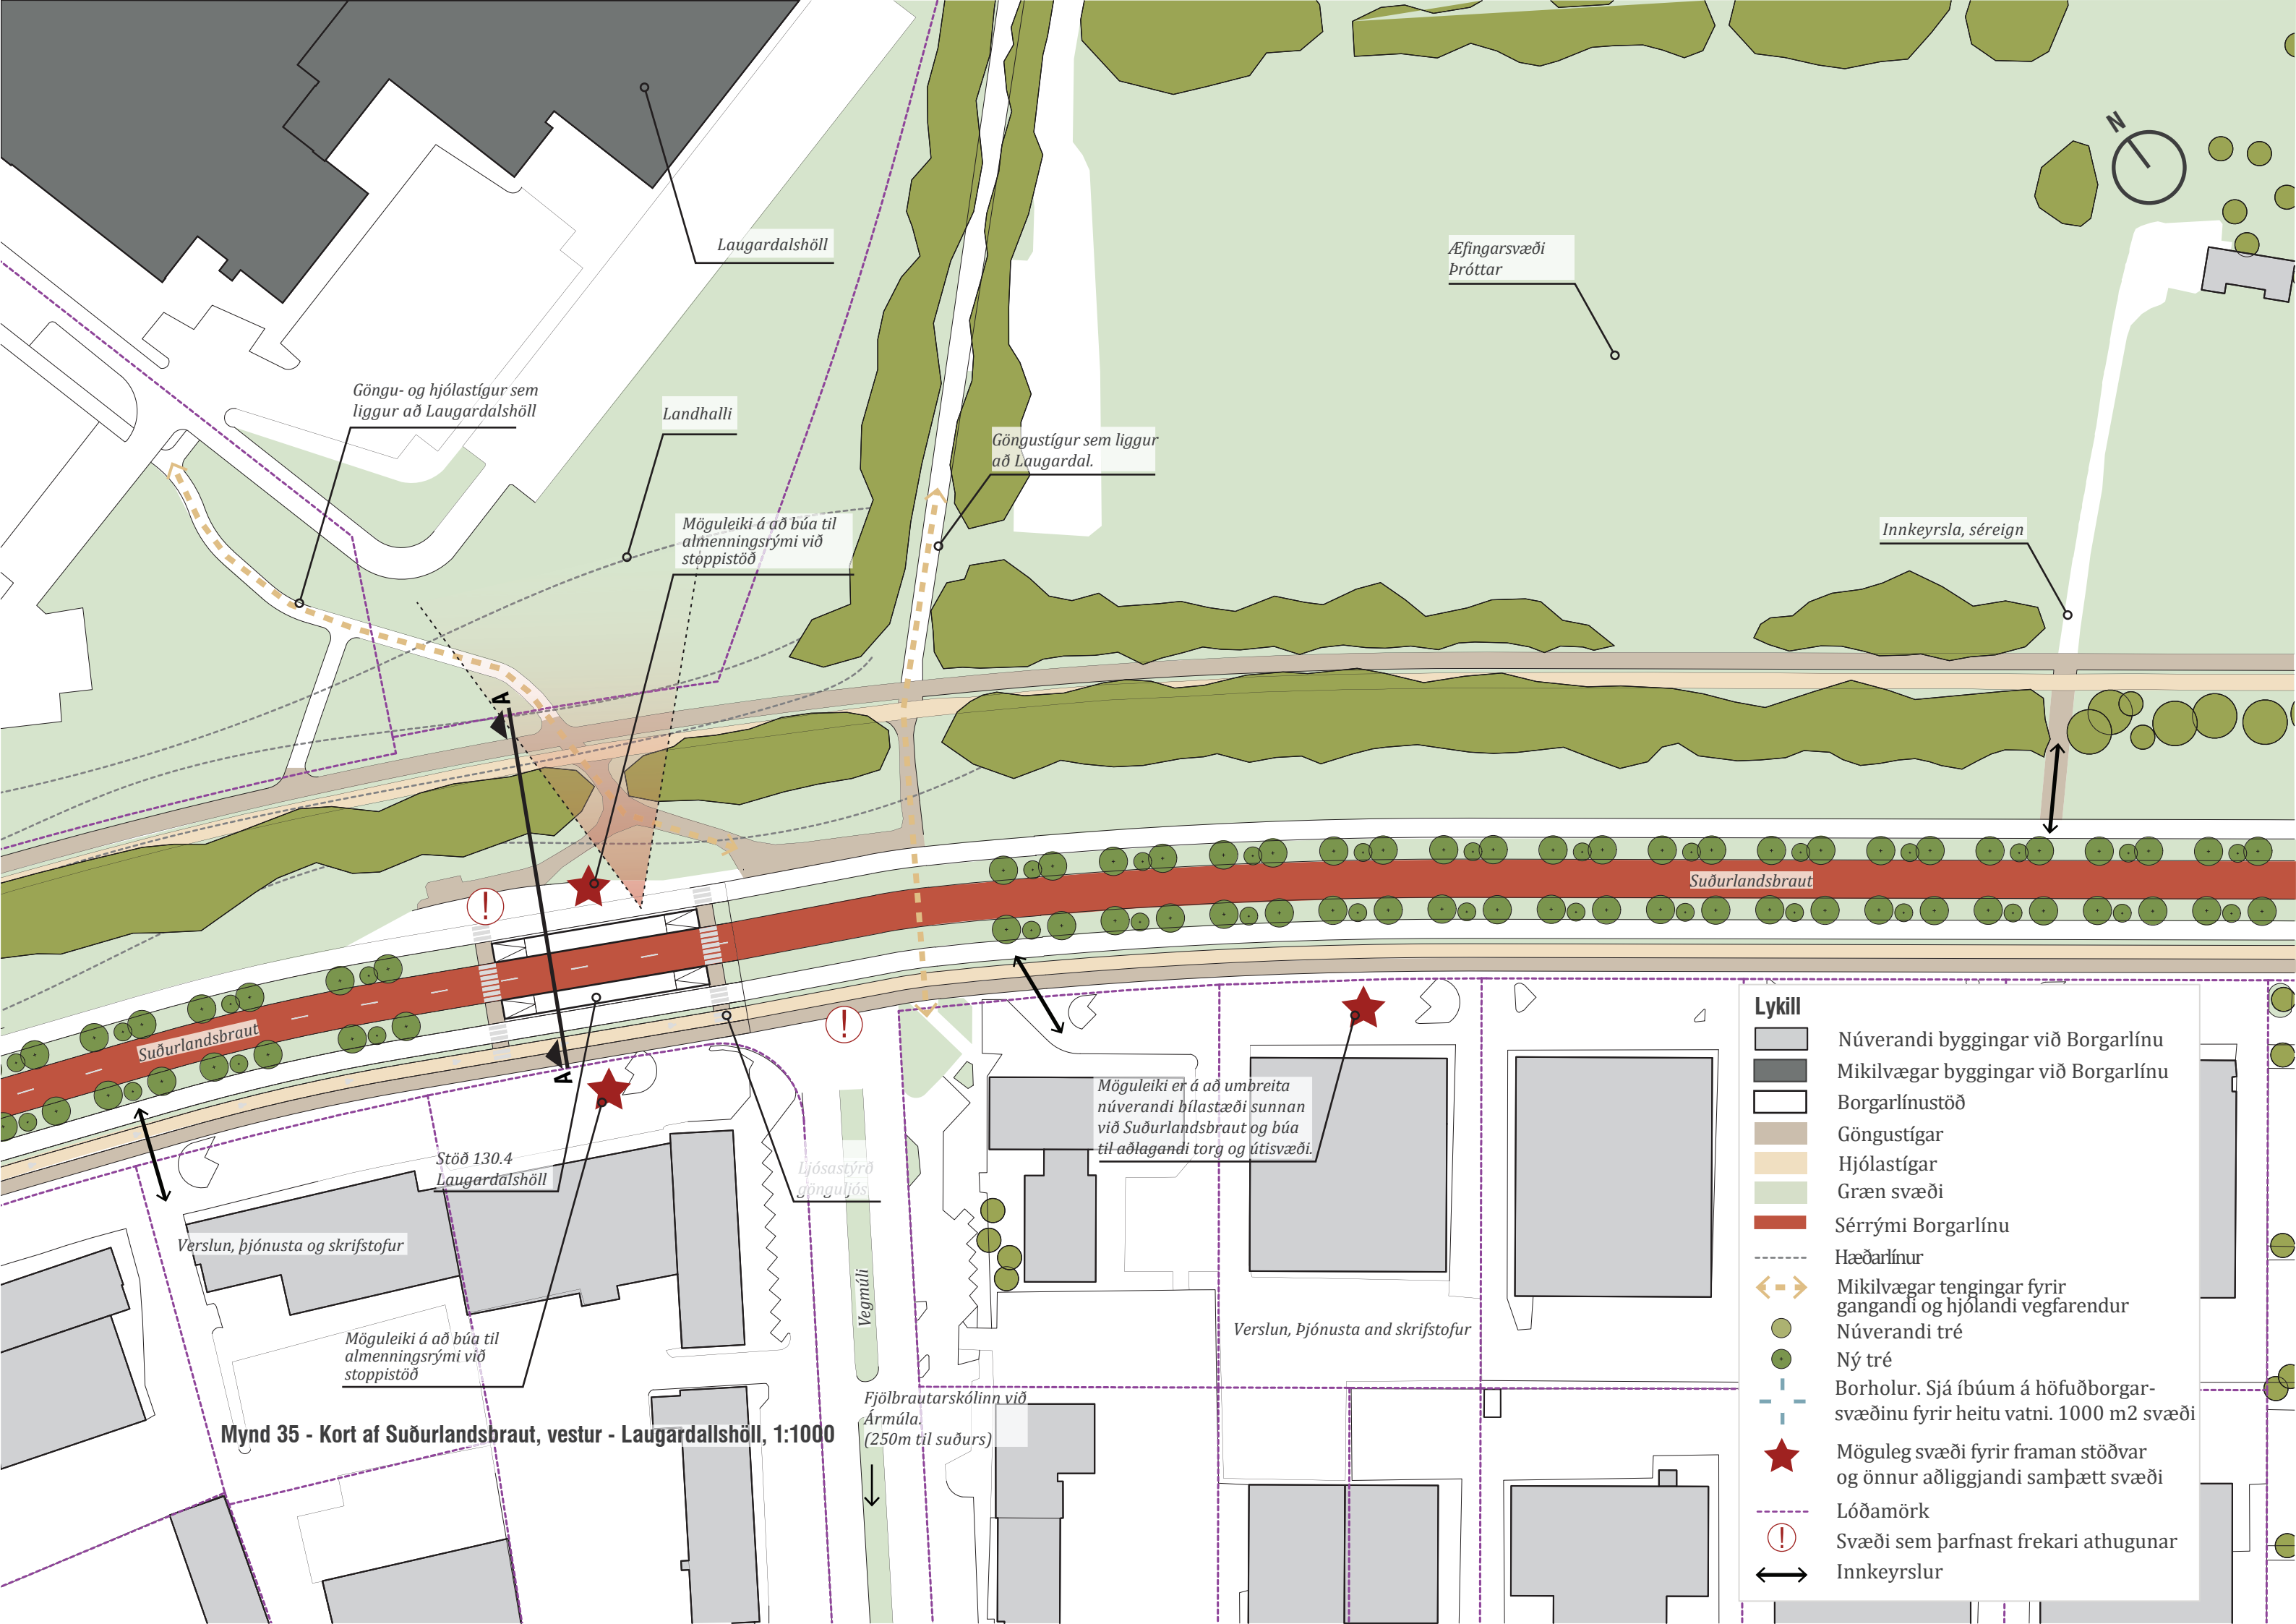 N
Laugardalshöll
Æfingarsvæði
Þróttar
Göngu- og hjólastígur sem
liggur að Laugardalshöll
Landhalli
Göngustígur sem liggur
að Laugardal.
Möguleiki á að búa til
almenningsrými við
stoppistöð
Innkeyrsla, séreign
A
Suðurlandsbraut
Suðurlandsbraut
A
!
!
Möguleiki er á að umbreita
núverandi bílastæði sunnan
við Suðurlandsbraut og búa
til aðlagandi torg og útisvæði.
Stöð 130.4
Laugardalshöll
Ljósastýrð
gönguljós
Verslun, þjónusta og skrifstofur
Vegmúli
Verslun, Þjónusta and skrifstofur
Möguleiki á að búa til
almenningsrými við
stoppistöð
Fjölbrautarskólinn við
Ármúla.
(250m til suðurs)
Mynd 35 - Kort af Suðurlandsbraut, vestur - Laugardallshöll, 1:1000
Lykill
Núverandi byggingar við Borgarlínu
Mikilvægar byggingar við Borgarlínu
Borgarlínustöð
Göngustígar
Hjólastígar
Græn svæði
Sérrými Borgarlínu
Hæðarlínur
Mikilvægar tengingar fyrir
gangandi og hjólandi vegfarendur
Núverandi tré
Ný tré
Borholur. Sjá íbúum á höfuðborgar-
svæðinu fyrir heitu vatni. 1000 m2 svæði
Möguleg svæði fyrir framan stöðvar
og önnur aðliggjandi samþætt svæði
Lóðamörk
! Svæði sem þarfnast frekari athugunar
Innkeyrslur